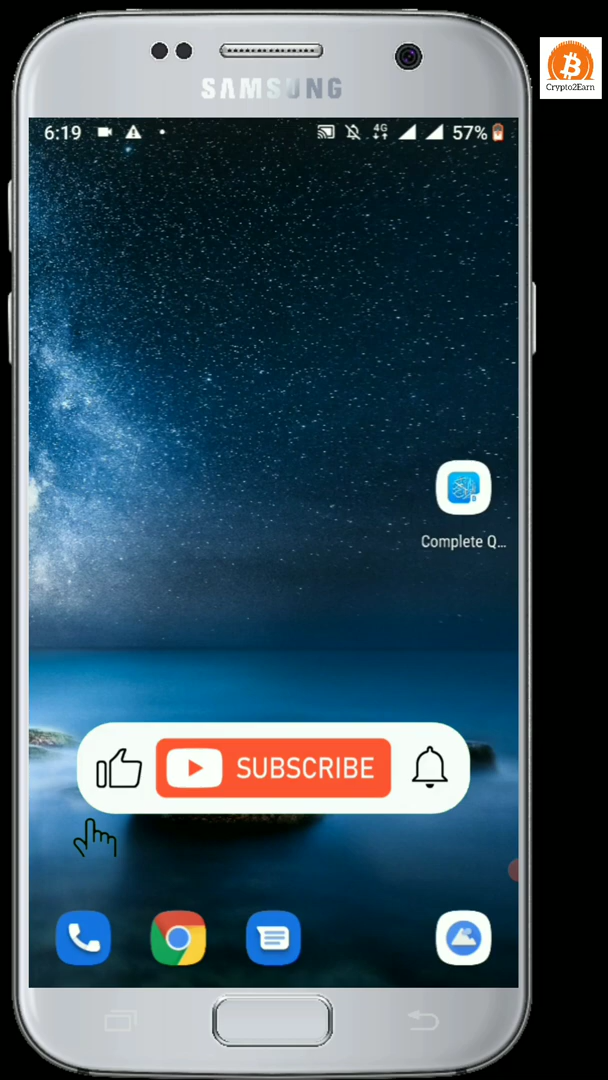 SAMSUNG
Crypto2Earn
6:19
4G
57%
Complete Q...
SUBSCRIBE